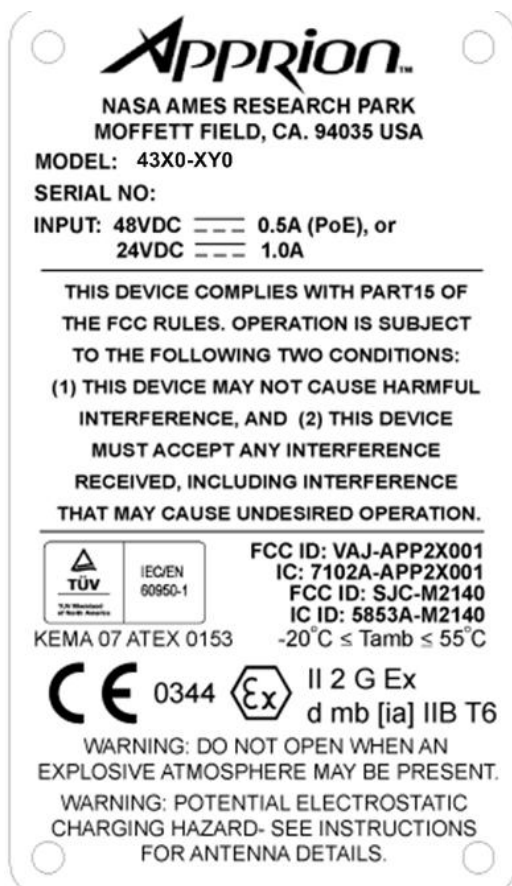 APPRION™
NASA AMES RESEARCH PARK
MOFFETT FIELD, CA. 94035 USA
MODEL: 43X0-XY0
SERIAL NO:
INPUT: 48VDC 0.5A (PoE), or
24VDC 1.0A
THIS DEVICE COMPLIES WITH PART15 OF
THE FCC RULES. OPERATION IS SUBJECT
TO THE FOLLOWING TWO CONDITIONS:
(1) THIS DEVICE MAY NOT CAUSE HARMFUL
INTERFERENCE, AND (2) THIS DEVICE
MUST ACCEPT ANY INTERFERENCE
RECEIVED, INCLUDING INTERFERENCE
THAT MAY CAUSE UNDESIRED OPERATION.
TÜV
TUV Rheinland
of North America
IEC/EN
60950-1
FCC ID: VAJ-APP2X001
IC: 7102A-APP2X001
FCC ID: SJC-M2140
IC ID: 5853A-M2140
KEMA 07 ATEX 0153
-20°C ≤ Tamb ≤ 55°C
CE 0344 Ex II 2 G Ex
d mb [ia] IIB T6
WARNING: DO NOT OPEN WHEN AN
EXPLOSIVE ATMOSPHERE MAY BE PRESENT.
WARNING: POTENTIAL ELECTROSTATIC
CHARGING HAZARD- SEE INSTRUCTIONS
FOR ANTENNA DETAILS.